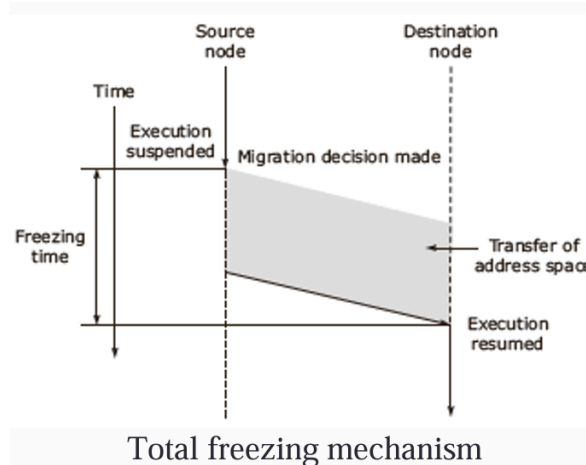 Source
node
Destination
node
Time
Execution
suspended
Migration decision made
Freezing
time
Transfer of
address spac
Execution
resumed
Total freezing mechanism